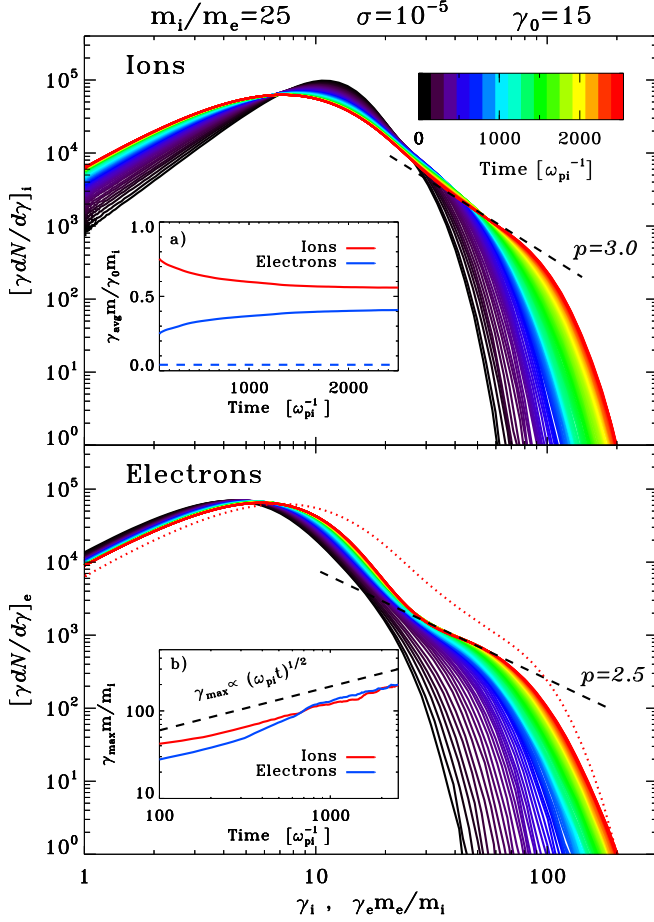 m_i/m_e=25 σ=10^-5 γ_0=15
Ions
0 1000 2000
Time [ω_pi^-1]
[γdN/dγ]_i
10^5
10^4
10^3
10^2
10^1
10^0
p=3.0
a)
Ions
Electrons
γ_avg m/γ_0 m_i
1.0
0.5
0.0
1000 2000
Time [ω_pi^-1]
Electrons
[γdN/dγ]_e
10^5
10^4
10^3
10^2
10^1
10^0
p=2.5
b)
γ_max ∝ (ω_pi t)^1/2
Ions
Electrons
γ_max m/m_i
100
10
100 1000
Time [ω_pi^-1]
1 10 100
γ_i , γ_e m_e/m_i